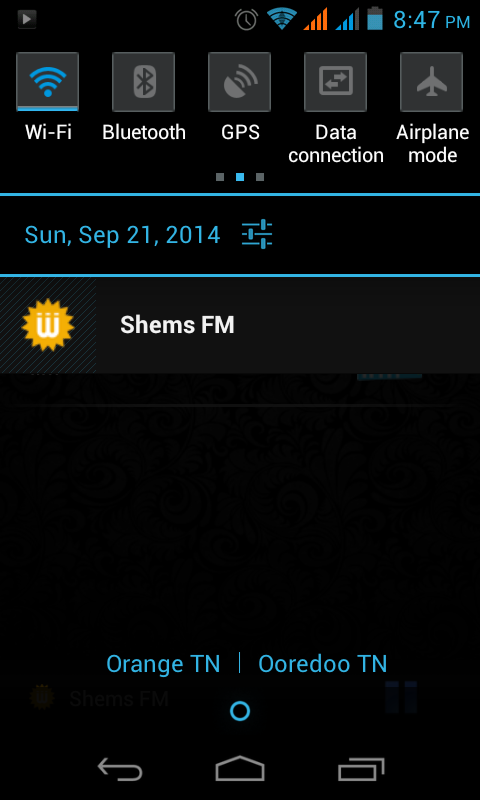 8:47 PM
Wi-Fi
Bluetooth
GPS
Data
connection
Airplane
mode
Sun, Sep 21, 2014
Shems FM
Orange TN | Ooredoo TN
Shems FM